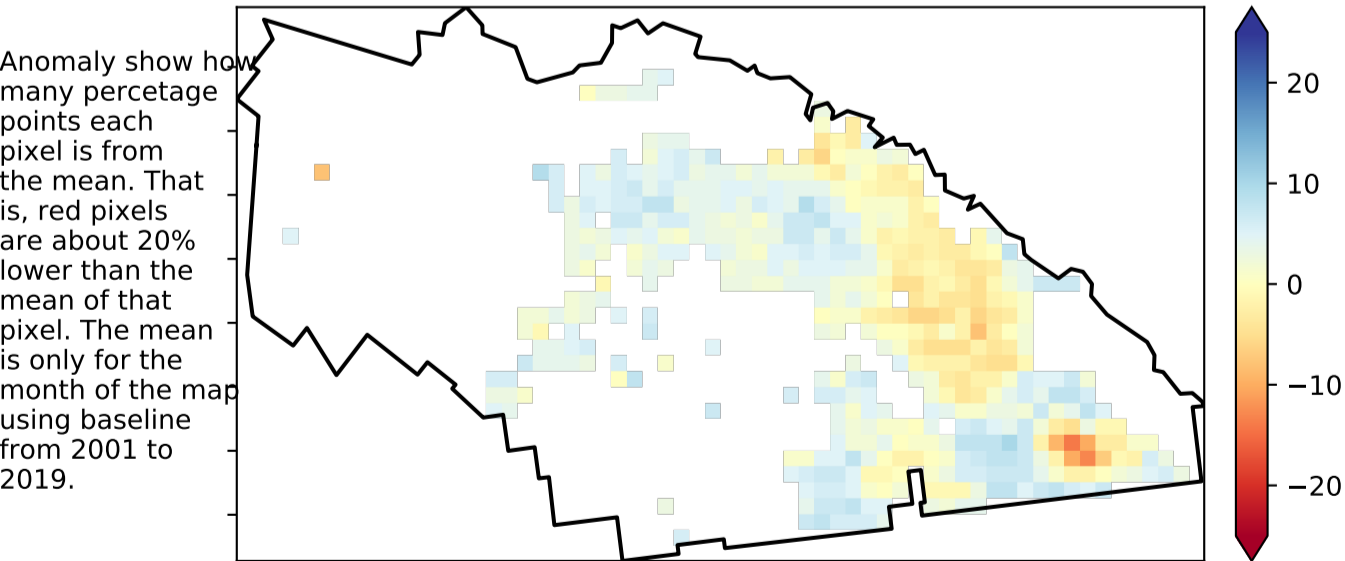 Anomaly show how
many percetage
points each
pixel is from
the mean. That
is, red pixels
are about 20%
lower than the
mean of that
pixel. The mean
is only for the
month of the map
using baseline
from 2001 to
2019.
20
10
0
−10
−20